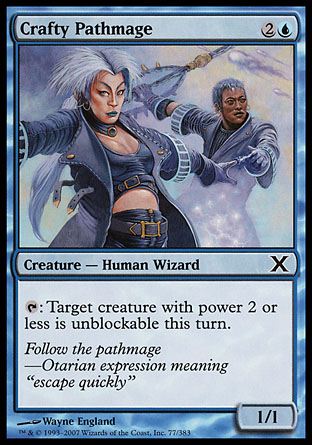 Crafty Pathmage 2
Creature — Human Wizard X
: Target creature with power 2 or
less is unblockable this turn.
Follow the pathmage
—Otarian expression meaning
“escape quickly”
Wayne England
™ & © 1993–2007 Wizards of the Coast, Inc. 77/383
1/1